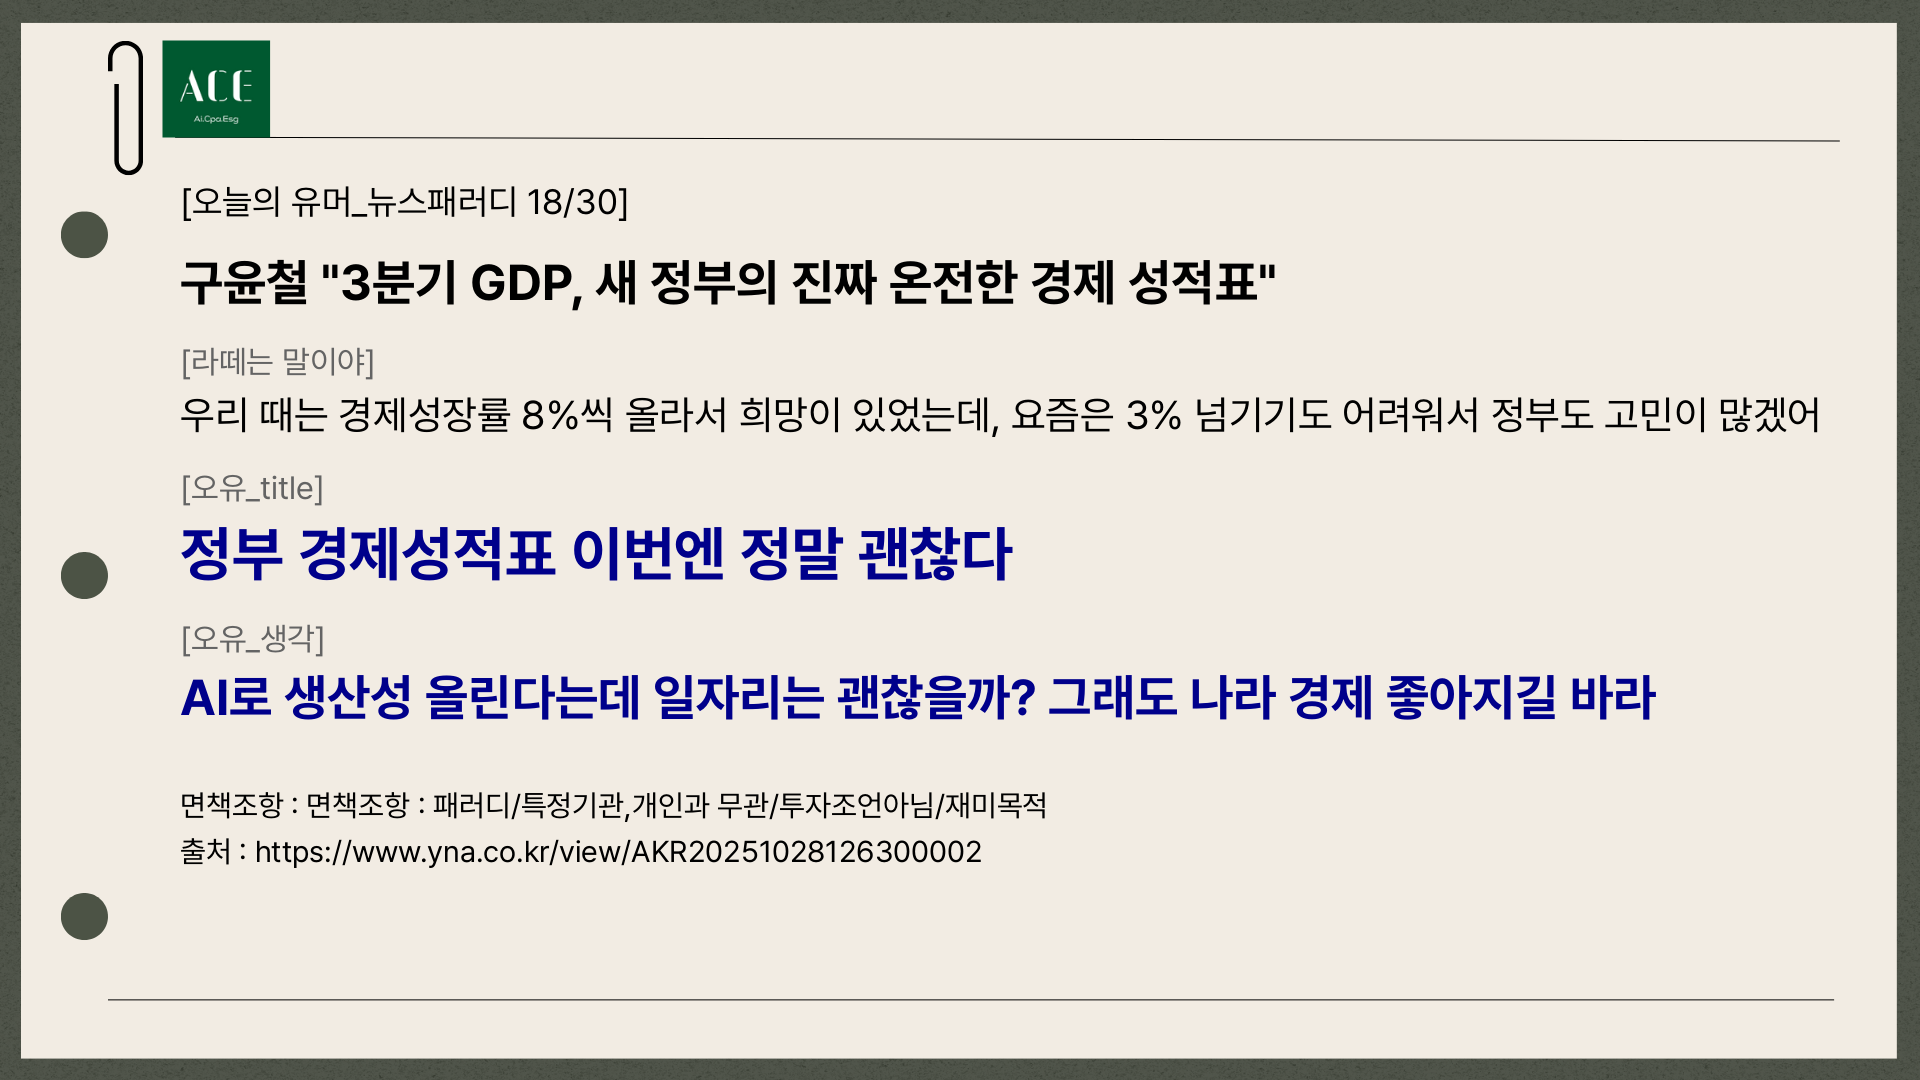 ACE
Ai.Cpa.Esg
[오늘의 유머_뉴스패러디 18/30]
구윤철 "3분기 GDP, 새 정부의 진짜 온전한 경제 성적표"
[라떼는 말이야]
우리 때는 경제성장률 8%씩 올라서 희망이 있었는데, 요즘은 3% 넘기기도 어려워서 정부도 고민이 많겠어
[오유_title]
정부 경제성적표 이번엔 정말 괜찮다
[오유_생각]
AI로 생산성 올린다는데 일자리는 괜찮을까? 그래도 나라 경제 좋아지길 바라
면책조항 : 면책조항 : 패러디/특정기관,개인과 무관/투자조언아님/재미목적
출처 : https://www.yna.co.kr/view/AKR20251028126300002